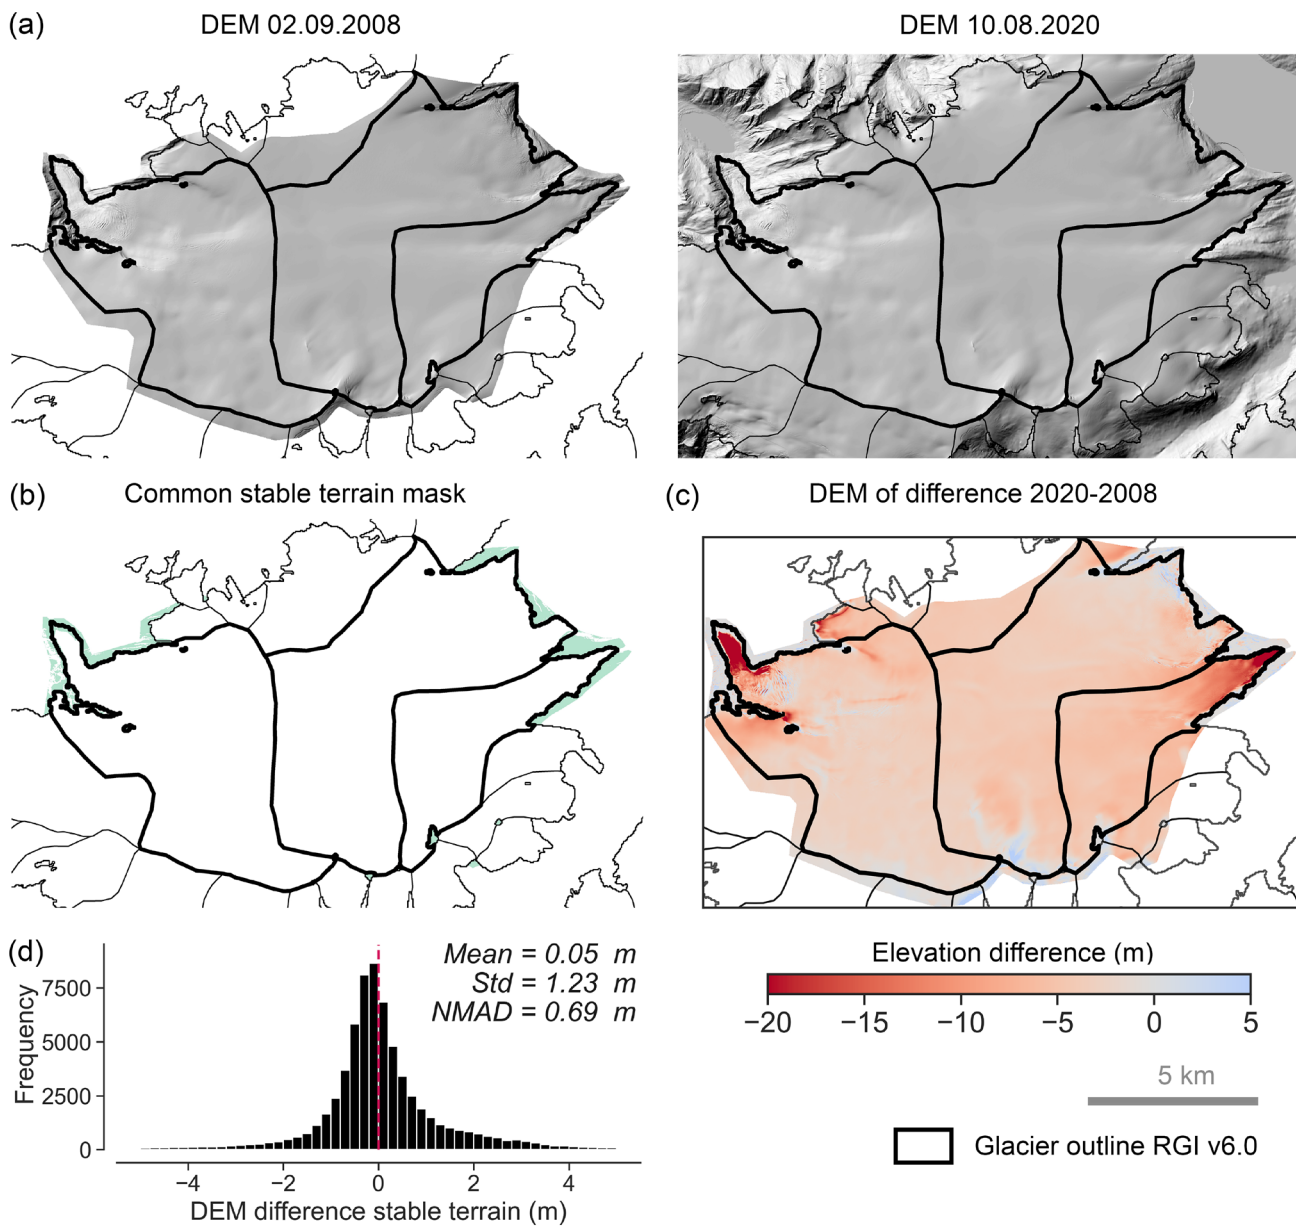 (a)
DEM 02.09.2008
DEM 10.08.2020
(b)
Common stable terrain mask
(c)
DEM of difference 2020-2008
(d)
Mean = 0.05 m
Std = 1.23 m
NMAD = 0.69 m
Frequency
7500
5000
2500
0
−4
−2
0
2
4
DEM difference stable terrain (m)
Elevation difference (m)
−20
−15
−10
−5
0
5
5 km
Glacier outline RGI v6.0